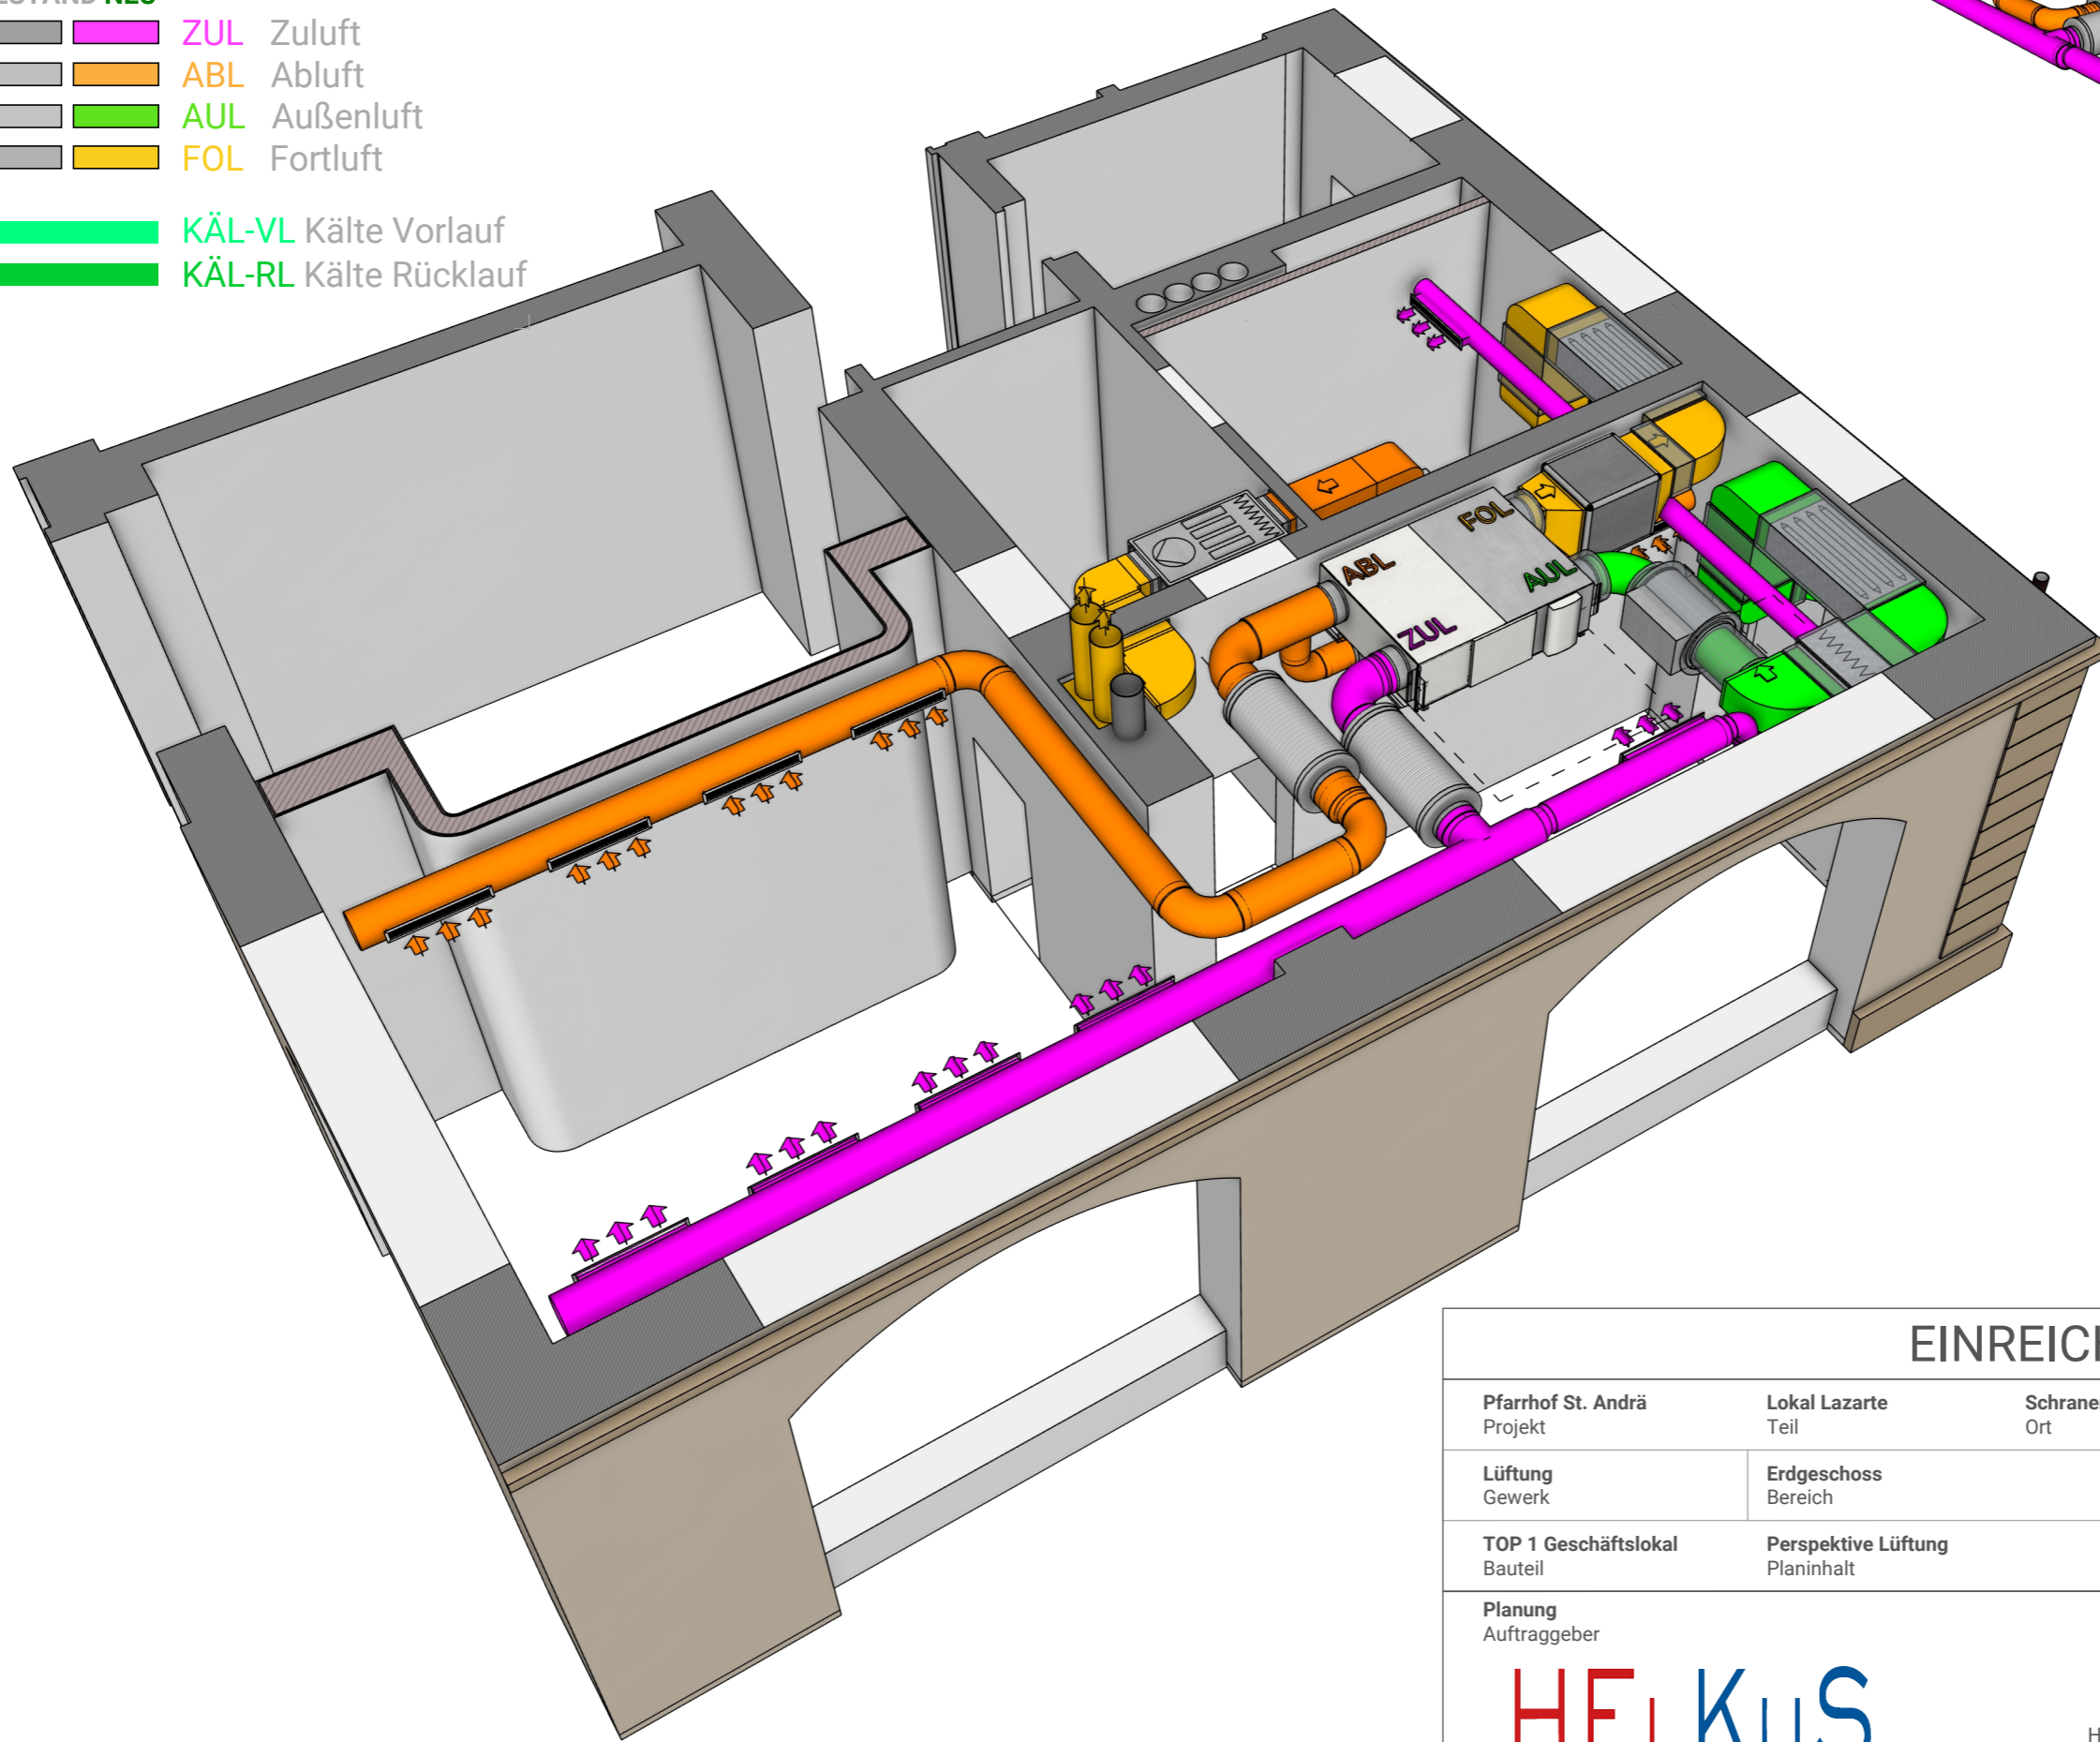 NEU
ZUL Zuluft
ABL Abluft
AUL Außenluft
FOL Fortluft
KÄL-VL Kälte Vorlauf
KÄL-RL Kälte Rücklauf
FOL
ABL
AUL
ZUL
Pfarrhof St. Andrä
Projekt
Lokal Lazarte
Teil
Ort
Lüftung
Gewerk
Erdgeschoss
Bereich
TOP 1 Geschäftslokal
Bauteil
Perspektive Lüftung
Planinhalt
Planung
Auftraggeber